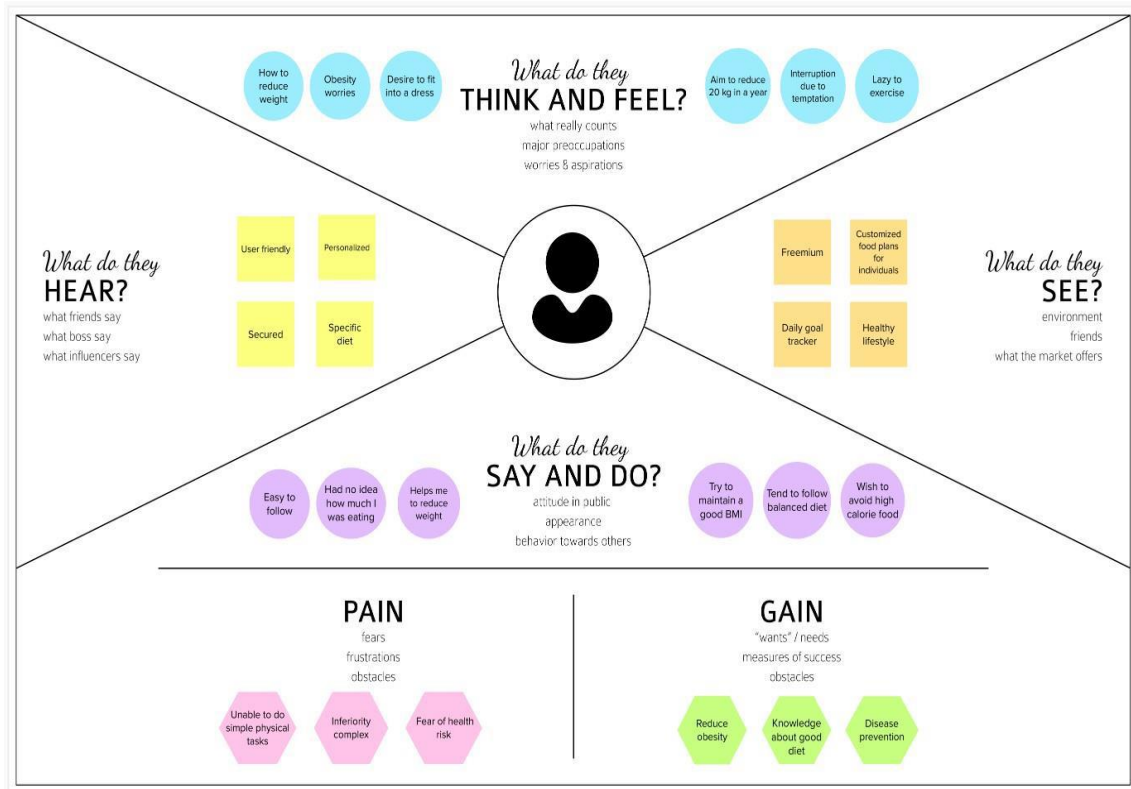 What do they
THINK AND FEEL?
what really counts
major preoccupations
worries & aspirations
How to
reduce
weight
Obesity
worries
Desire to fit
into a dress
Aim to reduce
20 kg in a year
Interruption
due to
temptation
Lazy to
exercise
What do they
HEAR?
what friends say
what boss say
what influencers say
User friendly
Personalized
Secured
Specific
diet
Freemium
Customized
food plans
for
individuals
Daily goal
tracker
Healthy
lifestyle
What do they
SEE?
environment
friends
what the market offers
What do they
SAY AND DO?
attitude in public
appearance
behavior towards others
Easy to
follow
Had no idea
how much I
was eating
Helps me
to reduce
weight
Try to
maintain a
good BMI
Tend to follow
balanced diet
Wish to
avoid high
calorie food
PAIN
fears
frustrations
obstacles
Unable to do
simple physical
tasks
Inferiority
complex
Fear of health
risk
GAIN
"wants" / needs
measures of success
obstacles
Reduce
obesity
Knowledge
about good
diet
Disease
prevention